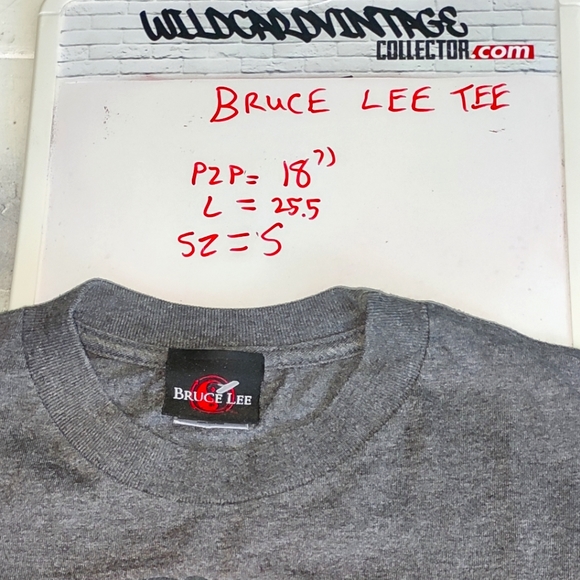 WILDCARDVINTAGE
COLLECTOR.com
BRUCE LEE TEE
P2P = 18"
L = 25.5
SZ = S
BRUCE LEE